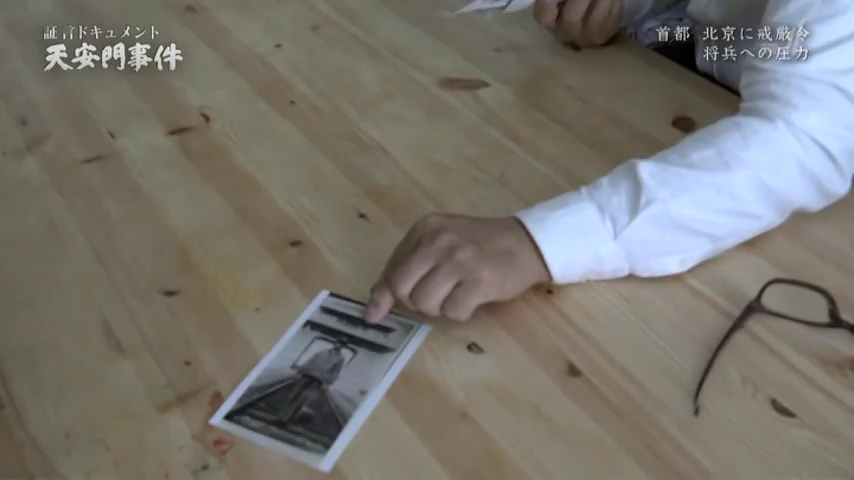 証言ドキュメント
天安門事件
首都 北京に戒厳令
将兵への圧力